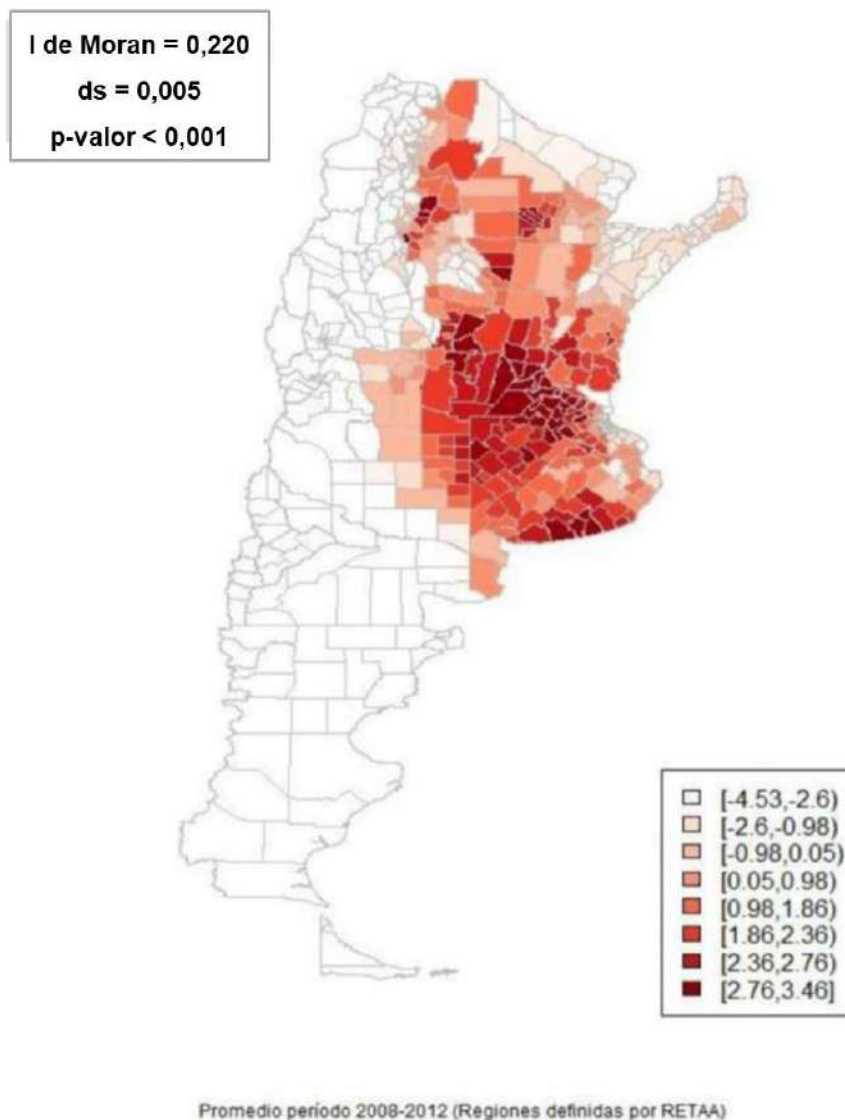 I de Moran = 0,220
ds = 0,005
p-valor < 0,001
[-4.53,-2.6)
[-2.6,-0.98)
[-0.98,0.05)
[0.05,0.98)
[0.98,1.86)
[1.86,2.36)
[2.36,2.76)
[2.76,3.46]
Promedio período 2008-2012 (Regiones definidas por RETAA)